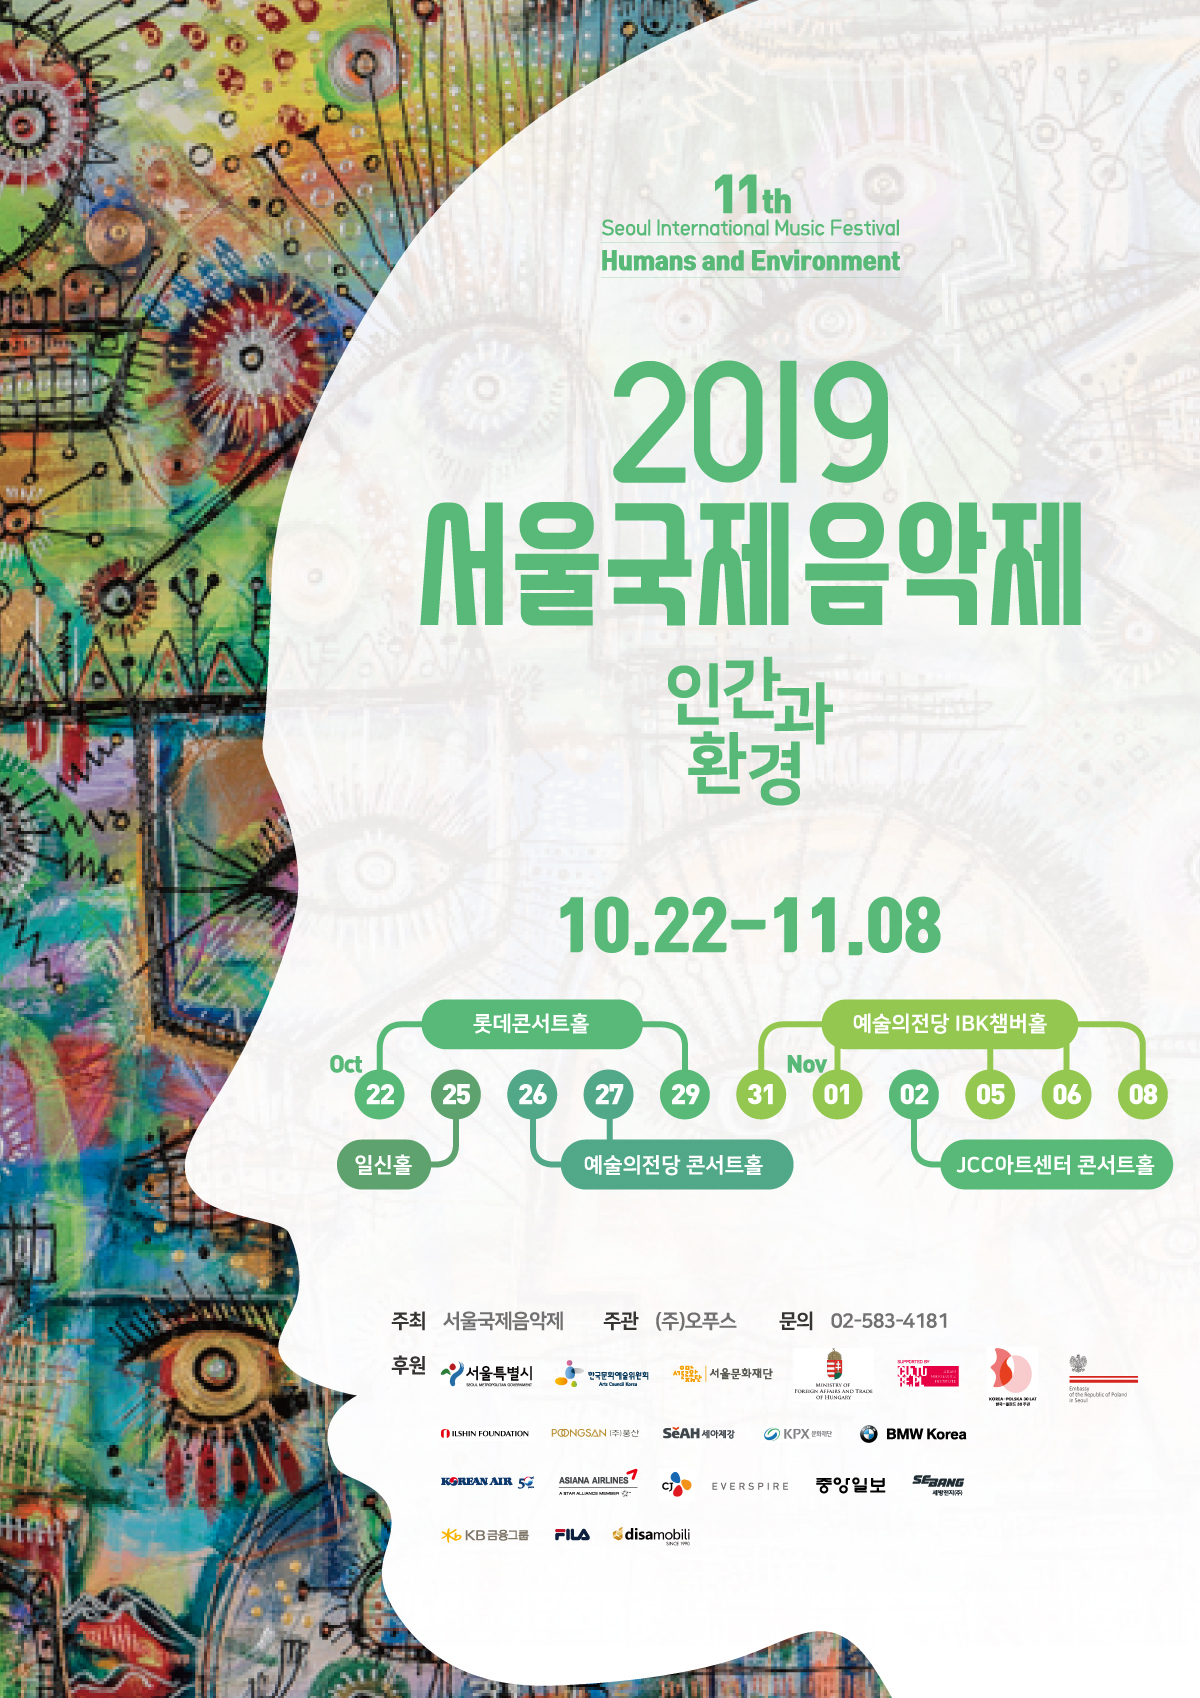 11th
Seoul International Music Festival
Humans and Environment
2019
서울국제음악제
인간과
환경
10.22-11.08
롯데콘서트홀
예술의전당 IBK챔버홀
Oct
Nov
22 25 26 27 29 31 01 02 05 06 08
일신홀
예술의전당 콘서트홀
JCC아트센터 콘서트홀
주최 서울국제음악제 주관 (주)오푸스 문의 02-583-4181
후원
서울특별시
SEOUL METROPOLITAN GOVERNMENT
한국문화예술위원회
Arts Council Korea
서울문화재단
MINISTRY OF
FOREIGN AFFAIRS AND TRADE
OF HUNGARY
SUPPORTED BY
CULTURE.PL
KOREA-POLSKA 30 LAT
Embassy
of the Republic of Poland
in Seoul
ILSHIN FOUNDATION
POONGSAN (주)풍산
SeAH 세아제강
KPX 문화재단
BMW Korea
KOREAN AIR 50
ASIANA AIRLINES
A STAR ALLIANCE MEMBER
CJ
EVERSPIRE
중앙일보
SEBANG
세방전지(주)
KB금융그룹
FILA
disamobili
SINCE 1990